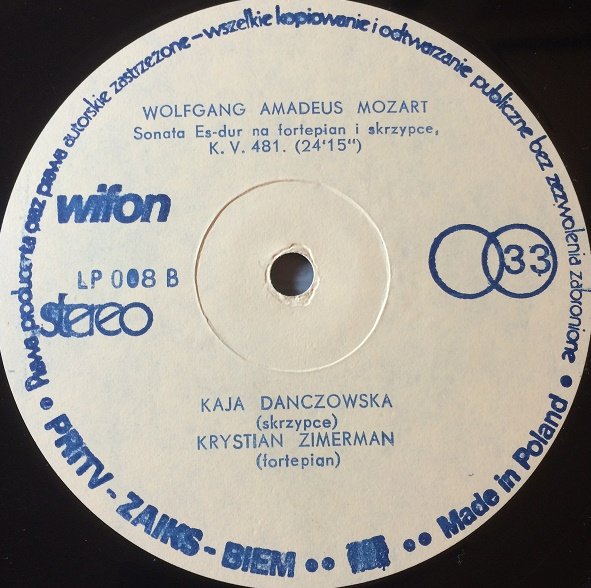 Prawa producenta oraz prawa autorskie zastrzeżone – wszelkie kopiowanie i odtwarzanie publiczne bez zezwolenia zabronione
WOLFGANG AMADEUS MOZART
Sonata Es-dur na fortepian i skrzypce,
K. V. 481. (24'15")
wifon
33
LP 008 B
stereo
KAJA DANCZOWSKA
(skrzypce)
KRYSTIAN ZIMERMAN
(fortepian)
PRITV - ZAIKS - BIEM •• •• Made in Poland